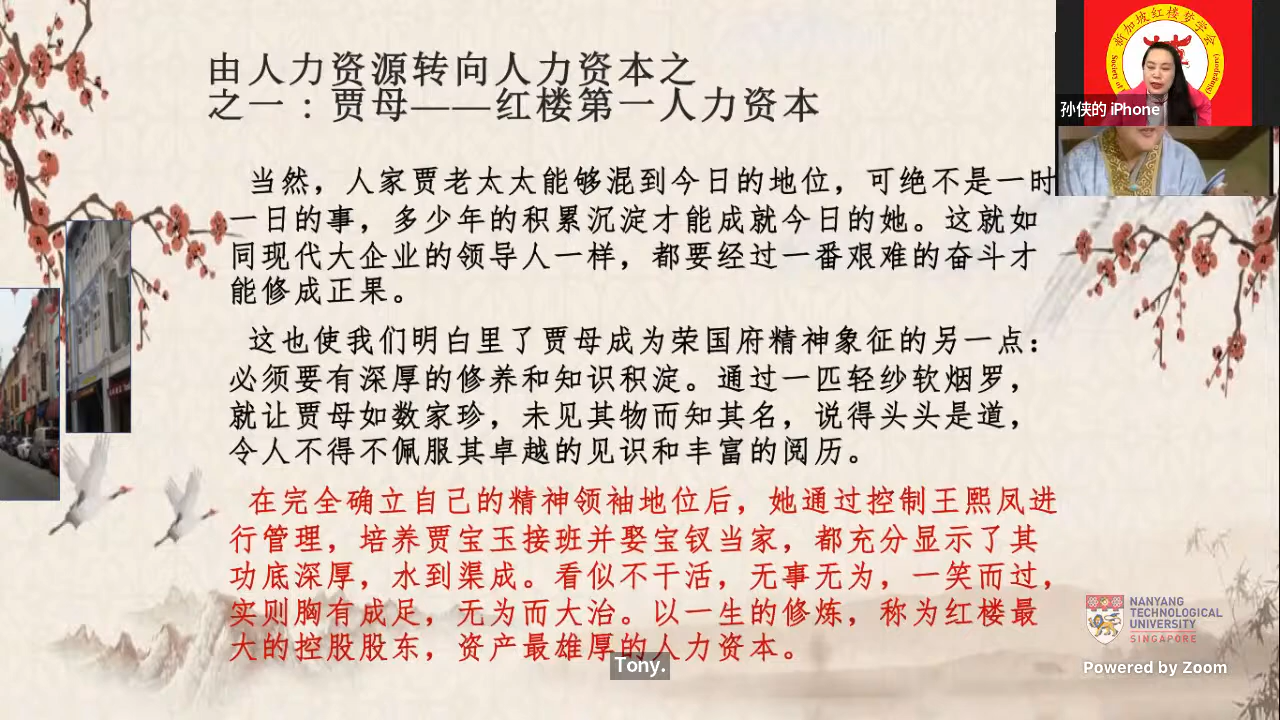 由人力资源转向人力资本之
之一：贾母——红楼第一人力资本
当然，人家贾老太太能够混到今日的地位，可绝不是一时
一日的事，多少年的积累沉淀才能成就今日的她。这就如
同现代大企业的领导人一样，都要经过一番艰难的奋斗才
能修成正果。
这也使我们明白里了贾母成为荣国府精神象征的另一点：
必须要有深厚的修养和知识积淀。通过一匹轻纱软烟罗，
就让贾母如数家珍，未见其物而知其名，说得头头是道，
令人不得不佩服其卓越的见识和丰富的阅历。
在完全确立自己的精神领袖地位后，她通过控制王熙凤进
行管理，培养贾宝玉接班并娶宝钗当家，都充分显示了其
功底深厚，水到渠成。看似不干活，无事无为，一笑而过，
实则胸有成足，无为而大治。以一生的修炼，称为红楼最
大的控股股东，资产最雄厚的人力资本。
新加坡红楼梦学会
孙侠的 iPhone
NANYANG
TECHNOLOGICAL
UNIVERSITY
SINGAPORE
Powered by Zoom
Tony.